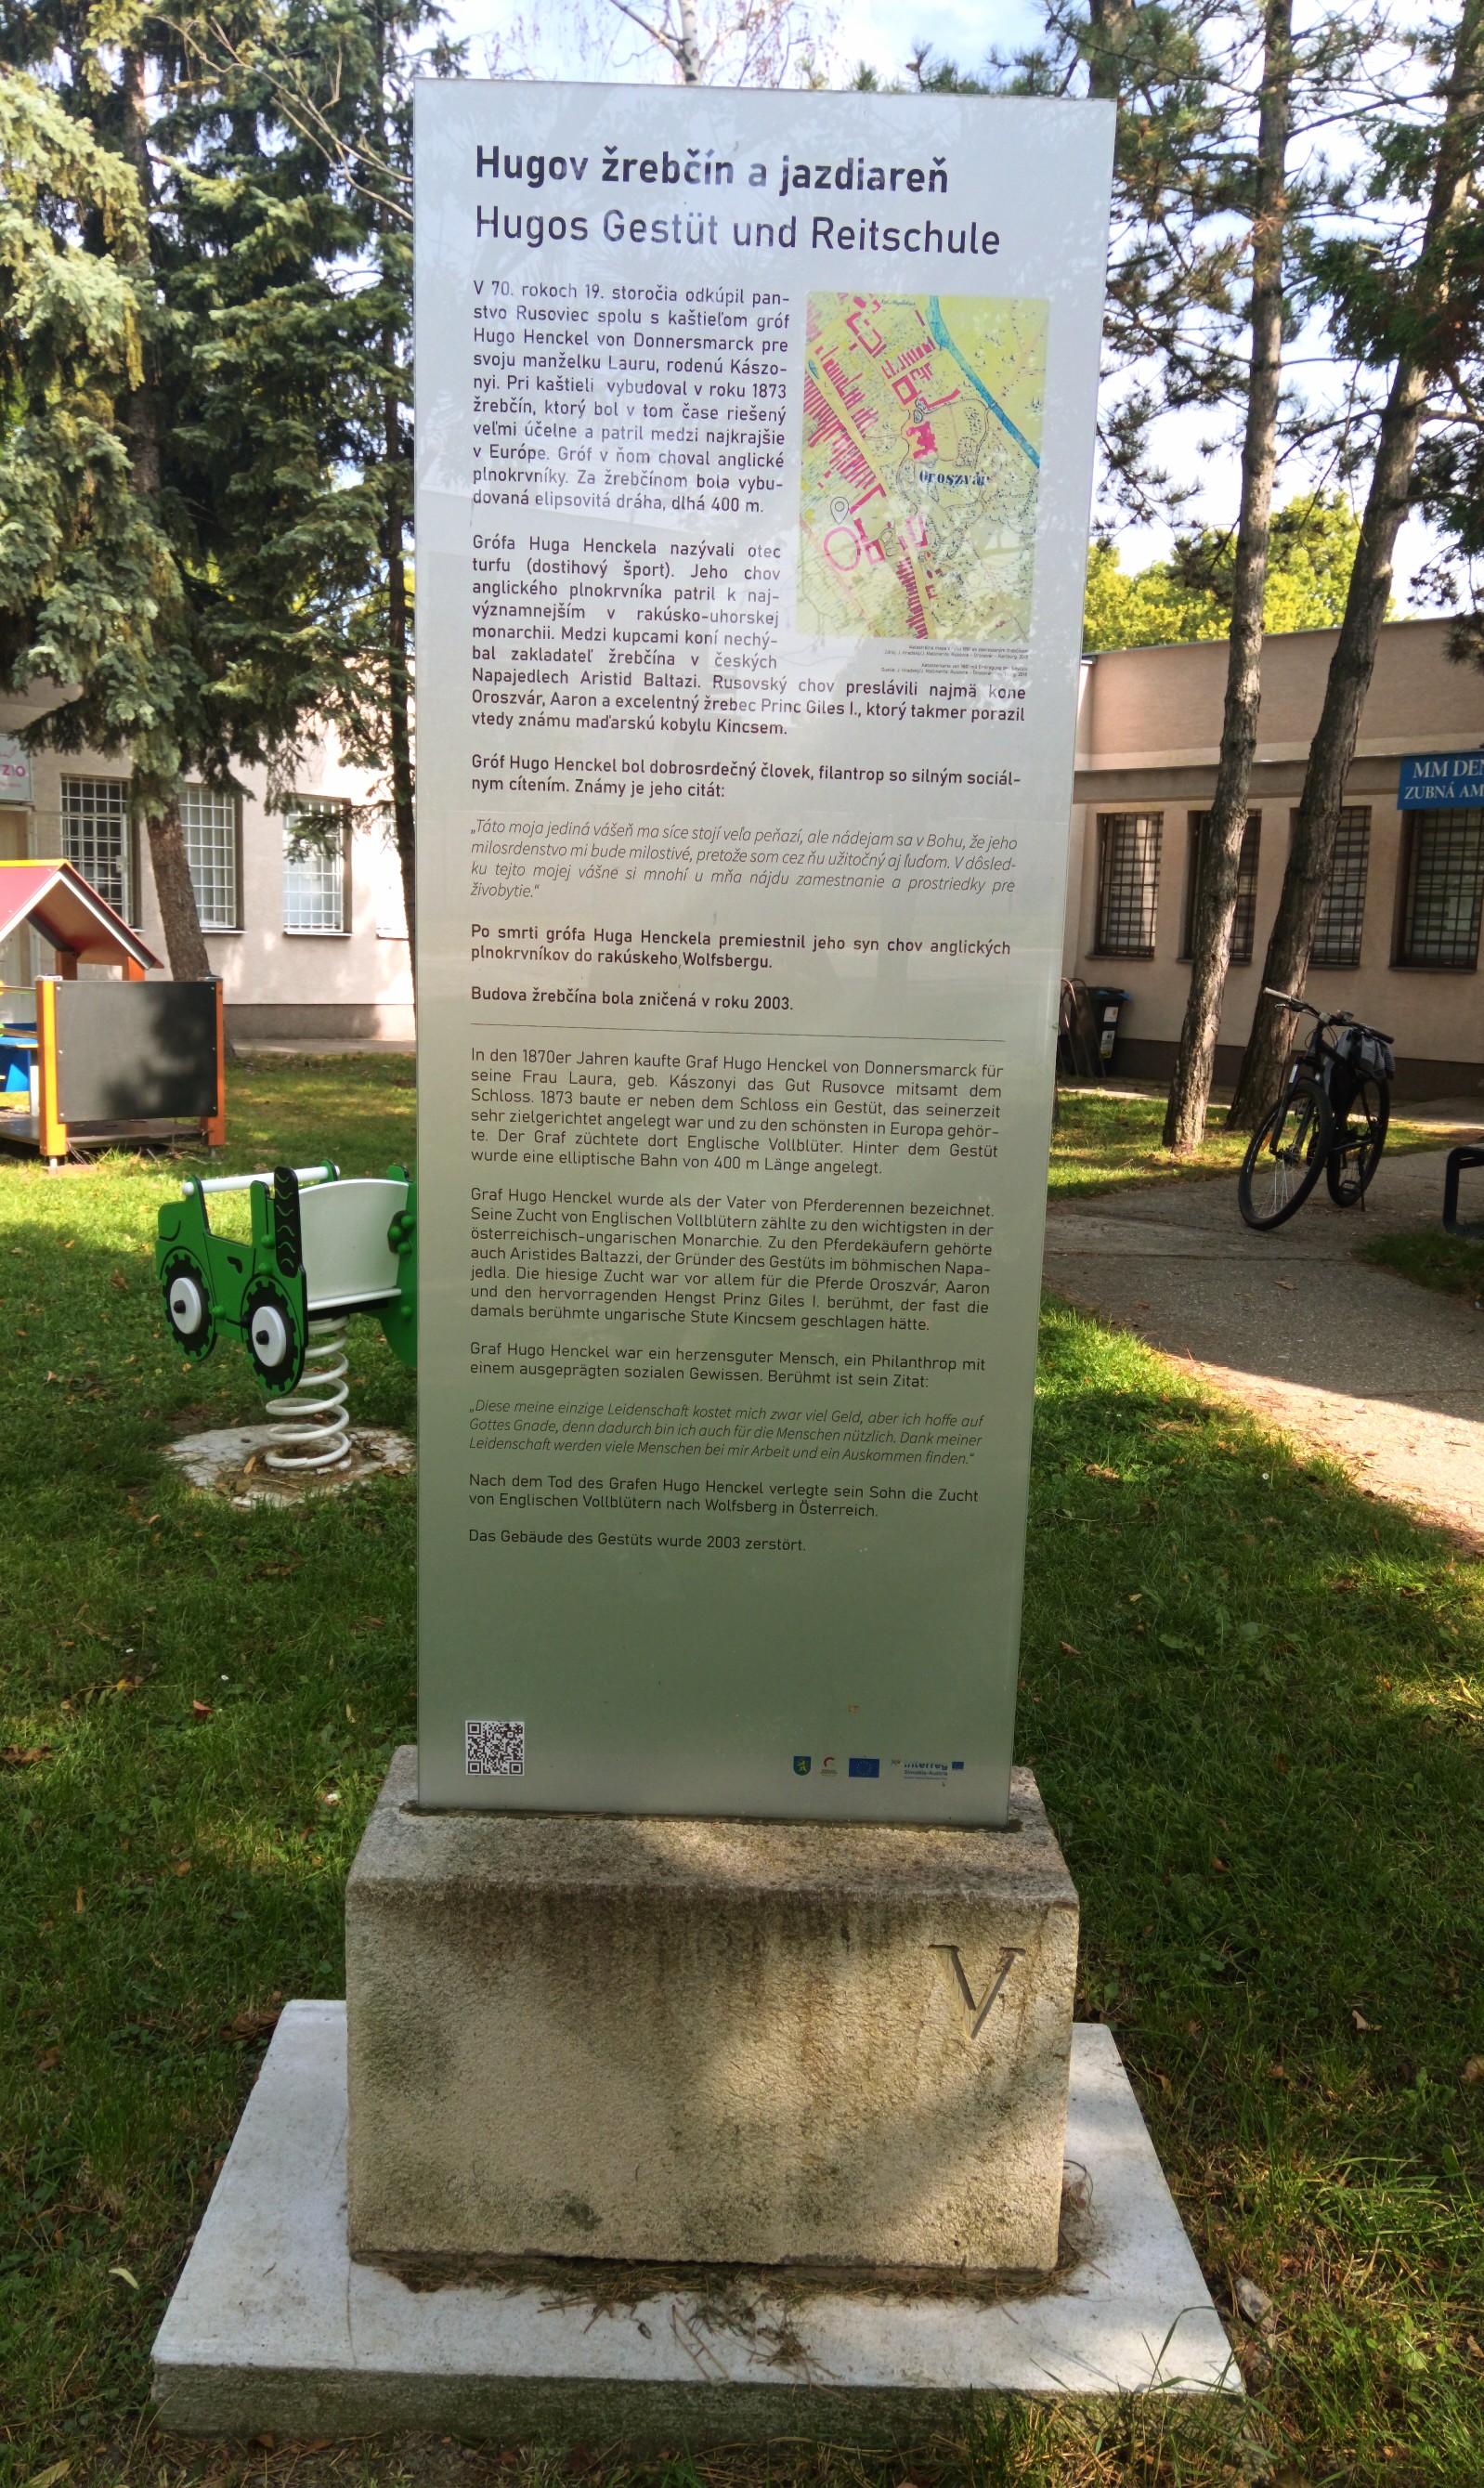 Hugov žrebčín a jazdiareň
Hugos Gestüt und Reitschule
V 70. rokoch 19. storočia odkúpil pan-
stvo Rusoviec spolu s kaštieľom gróf
Hugo Henckel von Donnersmarck pre
svoju manželku Lauru, rodenú Kászo-
nyi. Pri kaštieli vybudoval v roku 1873
žrebčín, ktorý bol v tom čase riešený
veľmi účelne a patril medzi najkrajšie
v Európe. Gróf v ňom choval anglické
plnokrvníky. Za žrebčínom bola vybu-
dovaná elipsovitá dráha, dlhá 400 m.
Oroszvár
Grófa Huga Henckela nazývali otec
turfu (dostihový šport). Jeho chov
anglického plnokrvníka patril k naj-
významnejším v rakúsko-uhorskej
monarchii. Medzi kupcami koní nechý-
bal zakladateľ žrebčína v českých
Napajedlech Aristid Baltazi. Rusovský chov preslávili najmä kone
Oroszvár, Aaron a excelentný žrebec Princ Giles I., ktorý takmer porazil
vtedy známu maďarskú kobylu Kincsem.
Gróf Hugo Henckel bol dobrosrdečný človek, filantrop so silným sociál-
nym cítením. Známy je jeho citát:
„Táto moja jediná vášeň ma síce stojí veľa peňazí, ale nádejam sa v Bohu, že jeho
milosrdenstvo mi bude milostivé, pretože som cez ňu užitočný aj ľuďom. V dôsled-
ku tejto mojej vášne si mnohí u mňa nájdu zamestnanie a prostriedky pre
živobytie.“
Po smrti grófa Huga Henckela premiestnil jeho syn chov anglických
plnokrvníkov do rakúskeho Wolfsbergu.
Budova žrebčína bola zničená v roku 2003.
In den 1870er Jahren kaufte Graf Hugo Henckel von Donnersmarck für
seine Frau Laura, geb. Kászonyi das Gut Rusovce mitsamt dem
Schloss. 1873 baute er neben dem Schloss ein Gestüt, das seinerzeit
sehr zielgerichtet angelegt war und zu den schönsten in Europa gehör-
te. Der Graf züchtete dort Englische Vollblüter. Hinter dem Gestüt
wurde eine elliptische Bahn von 400 m Länge angelegt.
Graf Hugo Henckel wurde als der Vater von Pferderennen bezeichnet.
Seine Zucht von Englischen Vollblütern zählte zu den wichtigsten in der
österreichisch-ungarischen Monarchie. Zu den Pferdekäufern gehörte
auch Aristides Baltazzi, der Gründer des Gestüts im böhmischen Napa-
jedla. Die hiesige Zucht war vor allem für die Pferde Oroszvár, Aaron
und den hervorragenden Hengst Prinz Giles I. berühmt, der fast die
damals berühmte ungarische Stute Kincsem geschlagen hätte.
Graf Hugo Henckel war ein herzensguter Mensch, ein Philanthrop mit
einem ausgeprägten sozialen Gewissen. Berühmt ist sein Zitat:
„Diese meine einzige Leidenschaft kostet mich zwar viel Geld, aber ich hoffe auf
Gottes Gnade, denn dadurch bin ich auch für die Menschen nützlich. Dank meiner
Leidenschaft werden viele Menschen bei mir Arbeit und ein Auskommen finden.“
Nach dem Tod des Grafen Hugo Henckel verlegte sein Sohn die Zucht
von Englischen Vollblütern nach Wolfsberg in Österreich.
Das Gebäude des Gestüts wurde 2003 zerstört.
Interreg
Slovakia-Austria
V
MM DEN
ZUBNÁ AM